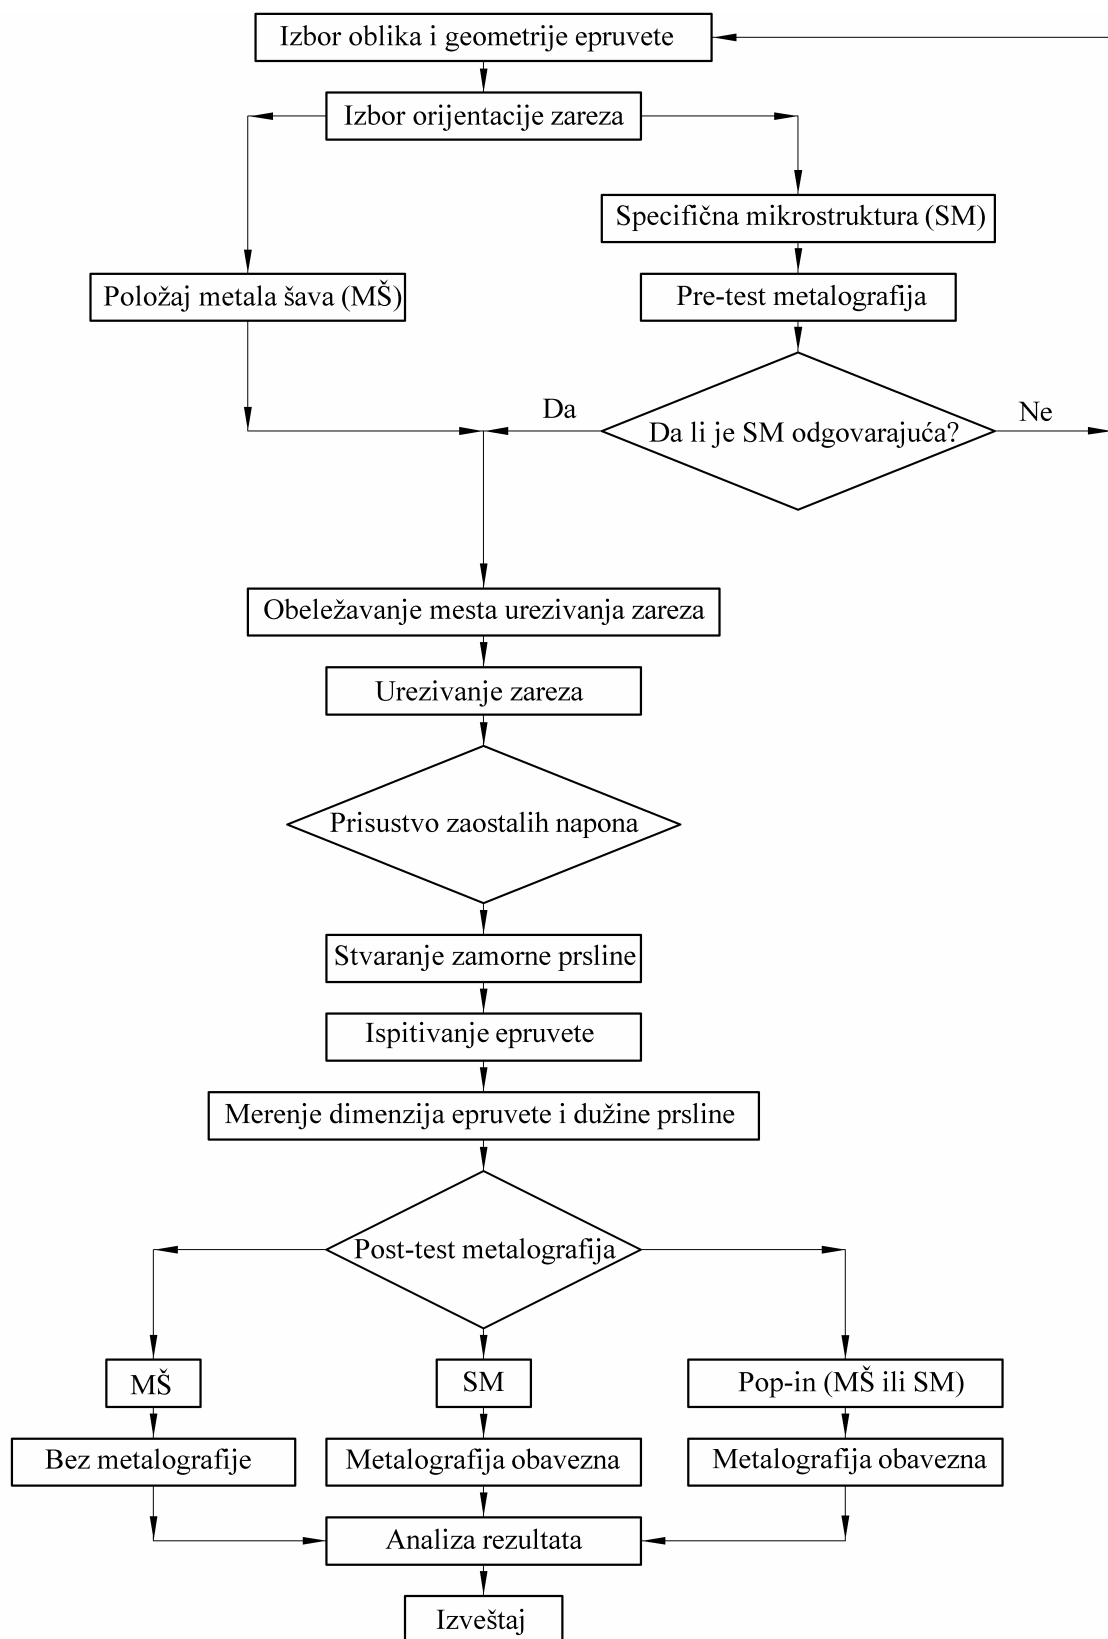 Izbor oblika i geometrije epruvete
Izbor orijentacije zareza
Specifična mikrostruktura (SM)
Položaj metala šava (MŠ)
Pre-test metalografija
Da
Ne
Da li je SM odgovarajuća?
Obeležavanje mesta urezivanja zareza
Urezivanje zareza
Prisustvo zaostalih napona
Stvaranje zamorne prsline
Ispitivanje epruvete
Merenje dimenzija epruvete i dužine prsline
Post-test metalografija
MŠ
SM
Pop-in (MŠ ili SM)
Bez metalografije
Metalografija obavezna
Metalografija obavezna
Analiza rezultata
Izveštaj